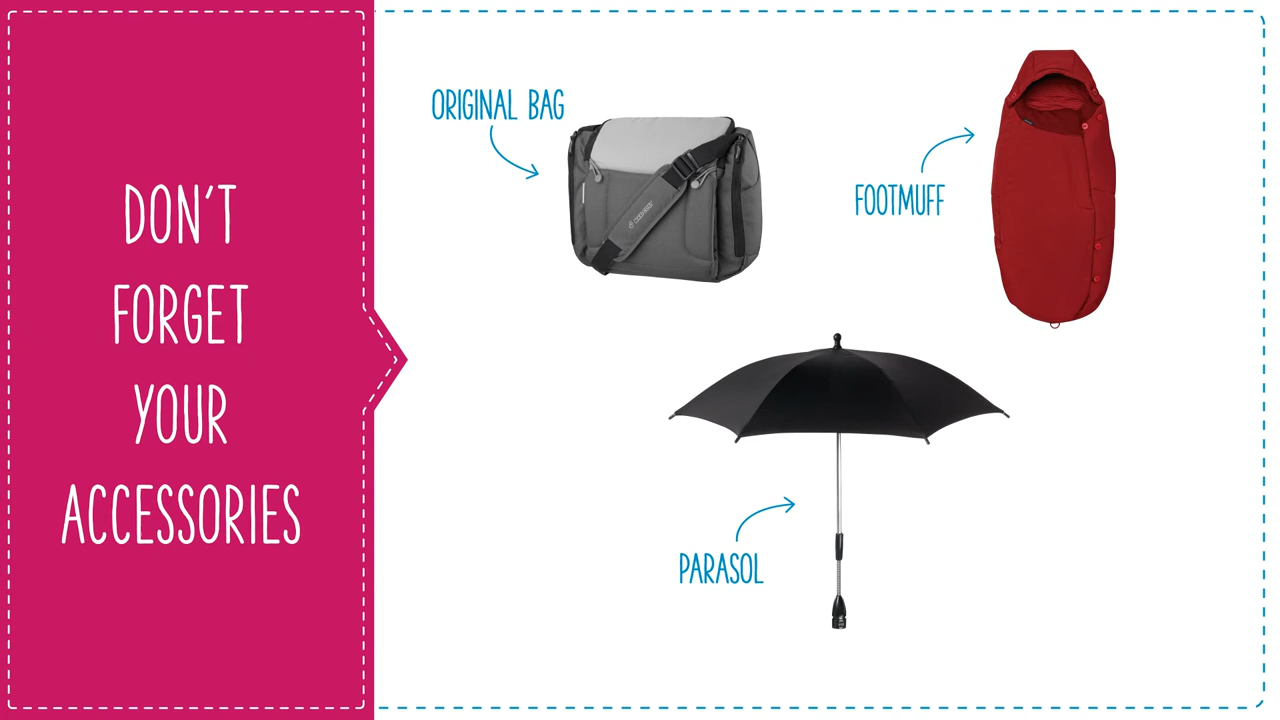 DON'T
FORGET
YOUR
ACCESSORIES
ORIGINAL BAG
FOOTMUFF
PARASOL